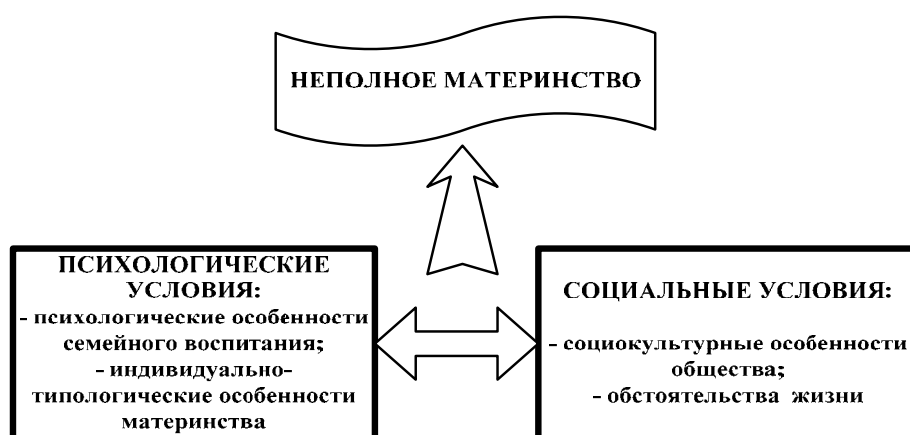 НЕПОЛНОЕ МАТЕРИНСТВО
ПСИХОЛОГИЧЕСКИЕ
УСЛОВИЯ:
- психологические особенности
семейного воспитания;
- индивидуально-
типологические особенности
материнства
СОЦИАЛЬНЫЕ УСЛОВИЯ:
- социокультурные особенности
общества;
- обстоятельства жизни